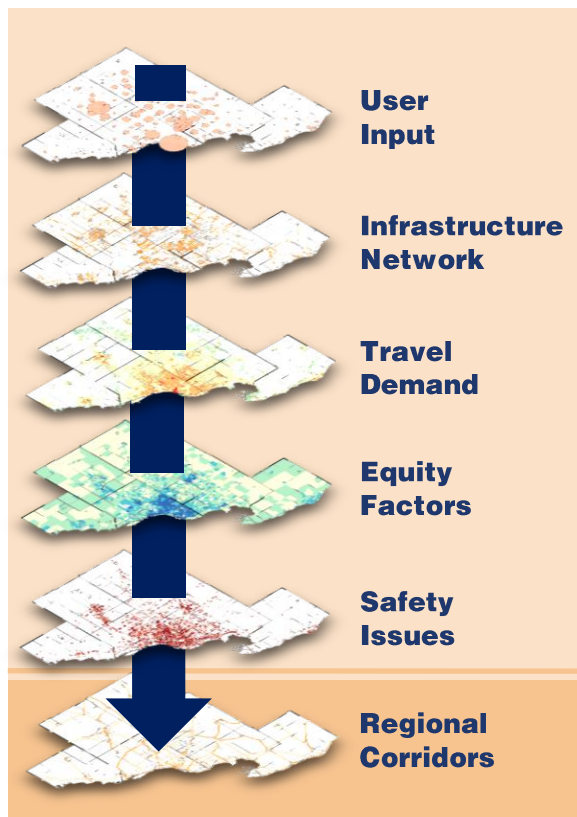 User
Input
Infrastructure
Network
Travel
Demand
Equity
Factors
Safety
Issues
Regional
Corridors